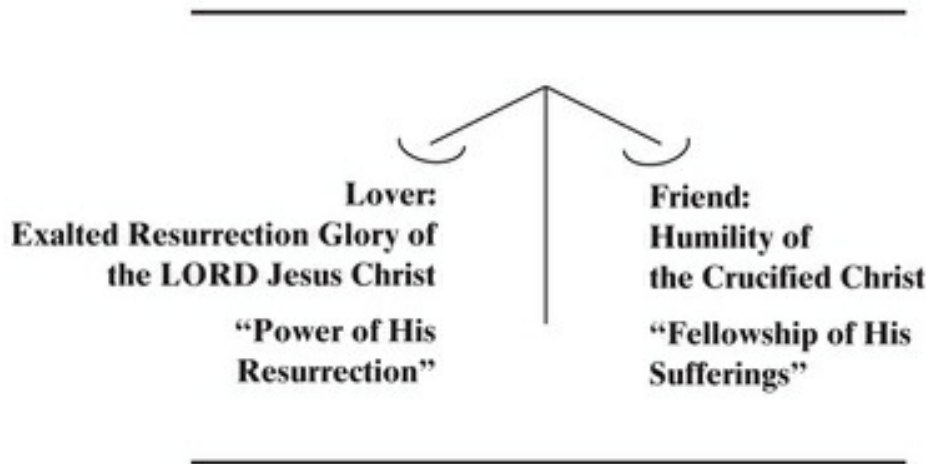 Lover:
Exalted Resurrection Glory of
the LORD Jesus Christ
“Power of His
Resurrection”
Friend:
Humility of
the Crucified Christ
“Fellowship of His
Sufferings”